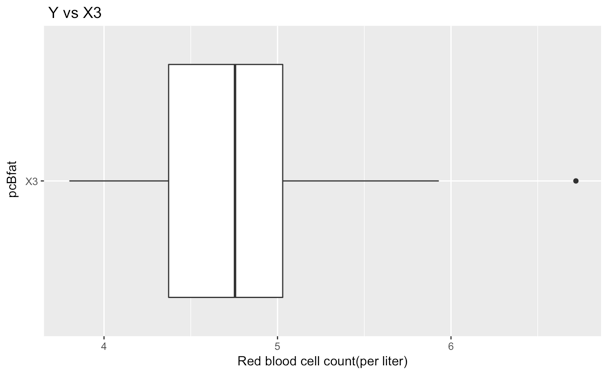 Y vs X3
pcBfat
X3
4 5 6
Red blood cell count(per liter)